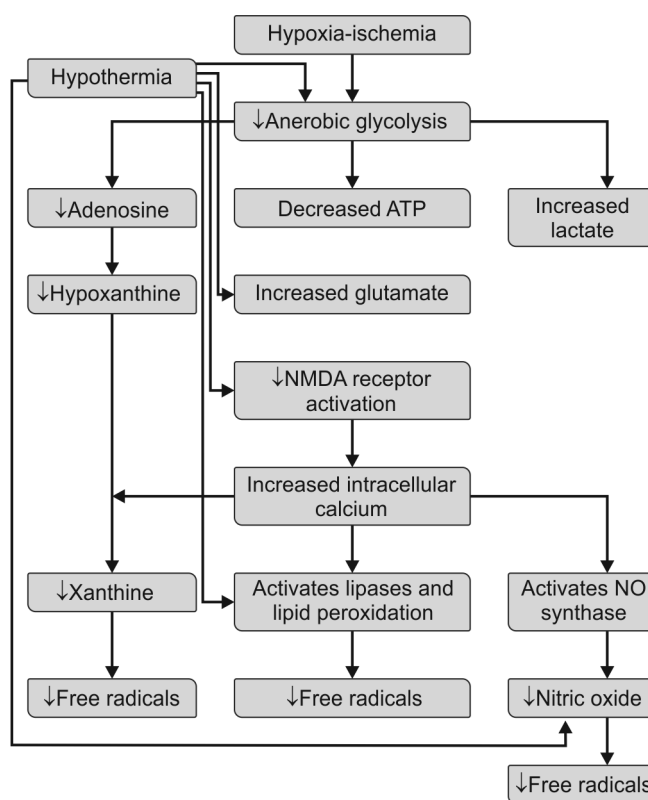 Hypoxia-ischemia
Hypothermia
↓Anerobic glycolysis
↓Adenosine
Decreased ATP
Increased
lactate
↓Hypoxanthine
Increased glutamate
↓NMDA receptor
activation
Increased intracellular
calcium
↓Xanthine
Activates lipases and
lipid peroxidation
Activates NO
synthase
↓Free radicals
↓Free radicals
↓Nitric oxide
↓Free radicals